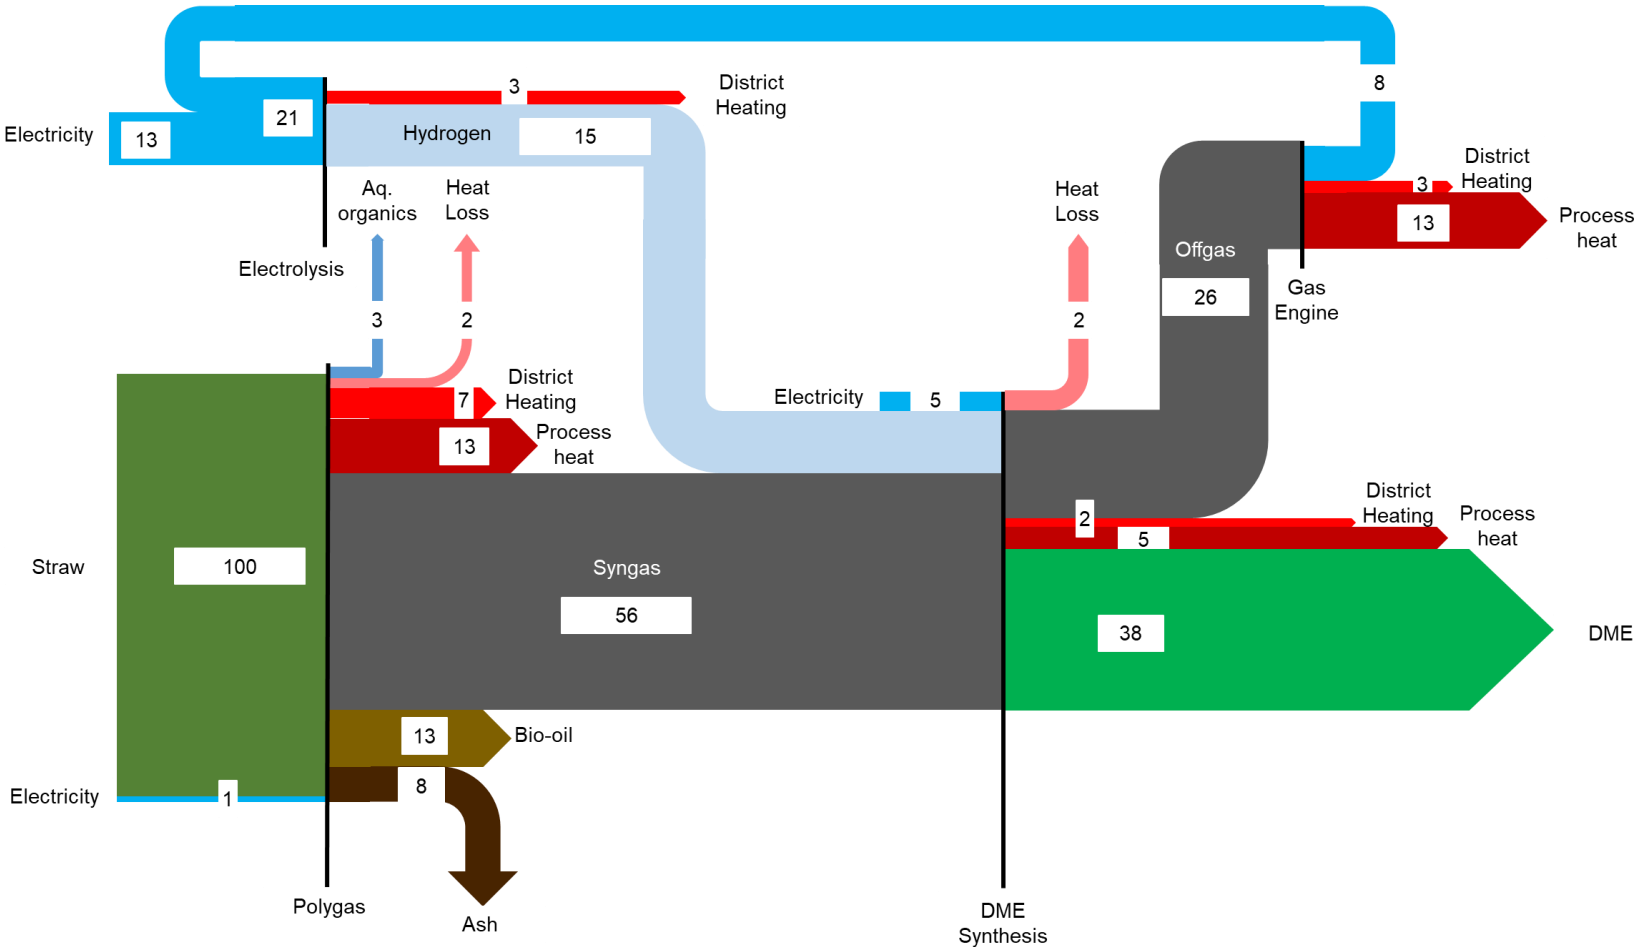 8
3
District
Heating
21
Electricity
13
Hydrogen
15
District
Heating
3
Process
heat
13
Aq.
organics
Heat
Loss
Heat
Loss
Offgas
26
Electrolysis
Gas
Engine
3
2
2
District
Heating
7
Electricity
5
Process
heat
13
District
Heating
2
Process
heat
5
Straw
100
Syngas
56
38
DME
13
Bio-oil
8
Electricity
1
Polygas
Ash
DME
Synthesis